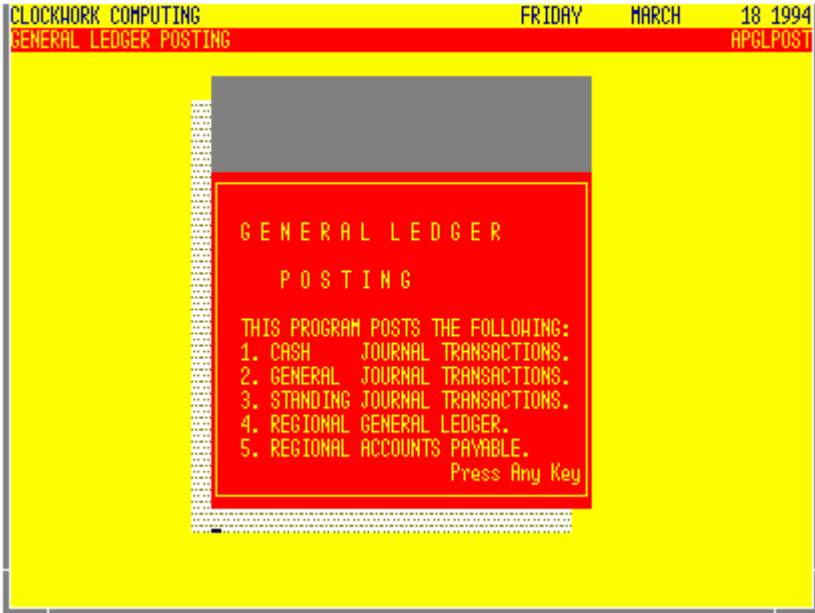 CLOCKWORK COMPUTING FRIDAY MARCH 18 1994
GENERAL LEDGER POSTING APGLPOST
G E N E R A L L E D G E R
P O S T I N G
THIS PROGRAM POSTS THE FOLLOWING:
1. CASH JOURNAL TRANSACTIONS.
2. GENERAL JOURNAL TRANSACTIONS.
3. STANDING JOURNAL TRANSACTIONS.
4. REGIONAL GENERAL LEDGER.
5. REGIONAL ACCOUNTS PAYABLE.
Press Any Key